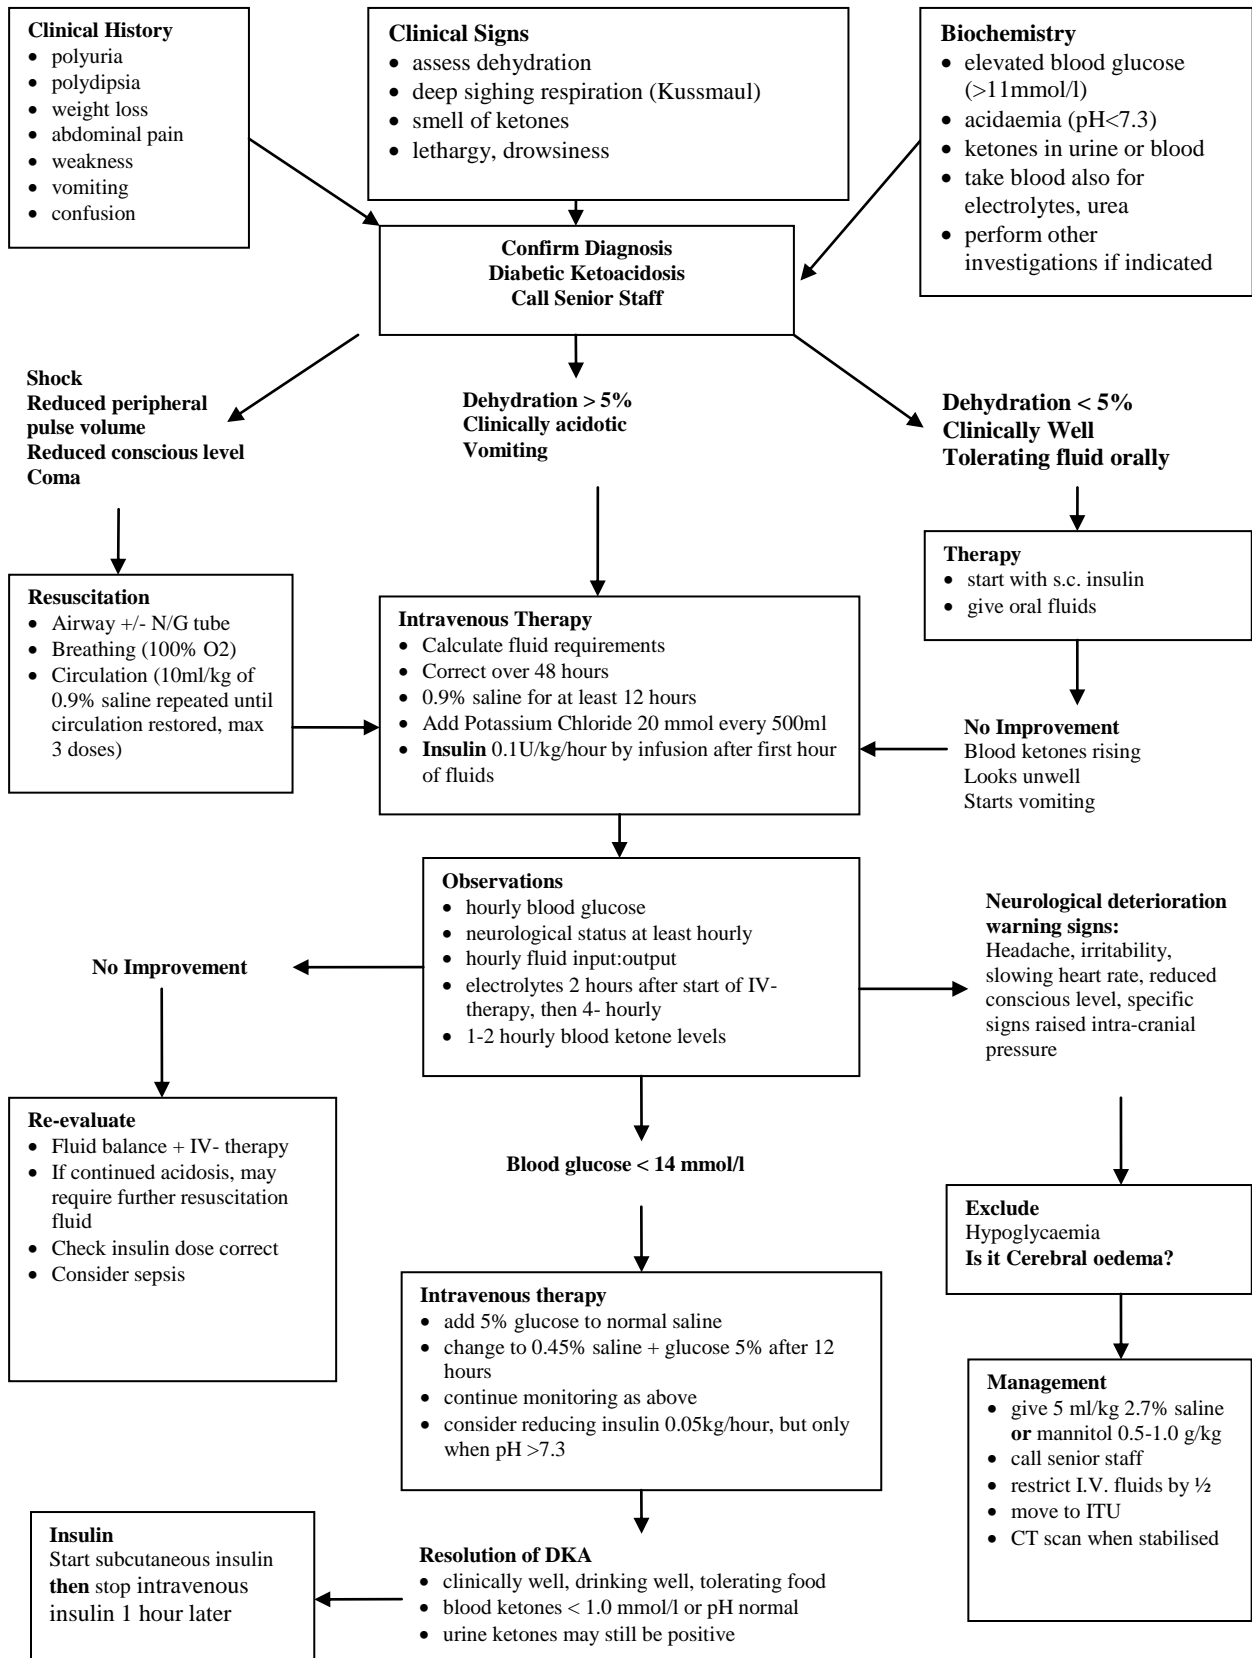 Clinical History
• polyuria
• polydipsia
• weight loss
• abdominal pain
• weakness
• vomiting
• confusion
Clinical Signs
• assess dehydration
• deep sighing respiration (Kussmaul)
• smell of ketones
• lethargy, drowsiness
Biochemistry
• elevated blood glucose
(>11mmol/l)
• acidaemia (pH<7.3)
• ketones in urine or blood
• take blood also for
electrolytes, urea
• perform other
investigations if indicated
Confirm Diagnosis
Diabetic Ketoacidosis
Call Senior Staff
Shock
Reduced peripheral
pulse volume
Reduced conscious level
Coma
Dehydration > 5%
Clinically acidotic
Vomiting
Dehydration < 5%
Clinically Well
Tolerating fluid orally
Resuscitation
• Airway +/- N/G tube
• Breathing (100% O2)
• Circulation (10ml/kg of
0.9% saline repeated until
circulation restored, max
3 doses)
Intravenous Therapy
• Calculate fluid requirements
• Correct over 48 hours
• 0.9% saline for at least 12 hours
• Add Potassium Chloride 20 mmol every 500ml
• Insulin 0.1U/kg/hour by infusion after first hour
of fluids
Therapy
• start with s.c. insulin
• give oral fluids
No Improvement
Blood ketones rising
Looks unwell
Starts vomiting
Observations
• hourly blood glucose
• neurological status at least hourly
• hourly fluid input:output
• electrolytes 2 hours after start of IV-
therapy, then 4- hourly
• 1-2 hourly blood ketone levels
No Improvement
Neurological deterioration
warning signs:
Headache, irritability,
slowing heart rate, reduced
conscious level, specific
signs raised intra-cranial
pressure
Re-evaluate
• Fluid balance + IV- therapy
• If continued acidosis, may
require further resuscitation
fluid
• Check insulin dose correct
• Consider sepsis
Blood glucose < 14 mmol/l
Exclude
Hypoglycaemia
Is it Cerebral oedema?
Intravenous therapy
• add 5% glucose to normal saline
• change to 0.45% saline + glucose 5% after 12
hours
• continue monitoring as above
• consider reducing insulin 0.05kg/hour, but only
when pH >7.3
Management
• give 5 ml/kg 2.7% saline
or mannitol 0.5-1.0 g/kg
• call senior staff
• restrict I.V. fluids by ½
• move to ITU
• CT scan when stabilised
Insulin
Start subcutaneous insulin
then stop intravenous
insulin 1 hour later
Resolution of DKA
• clinically well, drinking well, tolerating food
• blood ketones < 1.0 mmol/l or pH normal
• urine ketones may still be positive